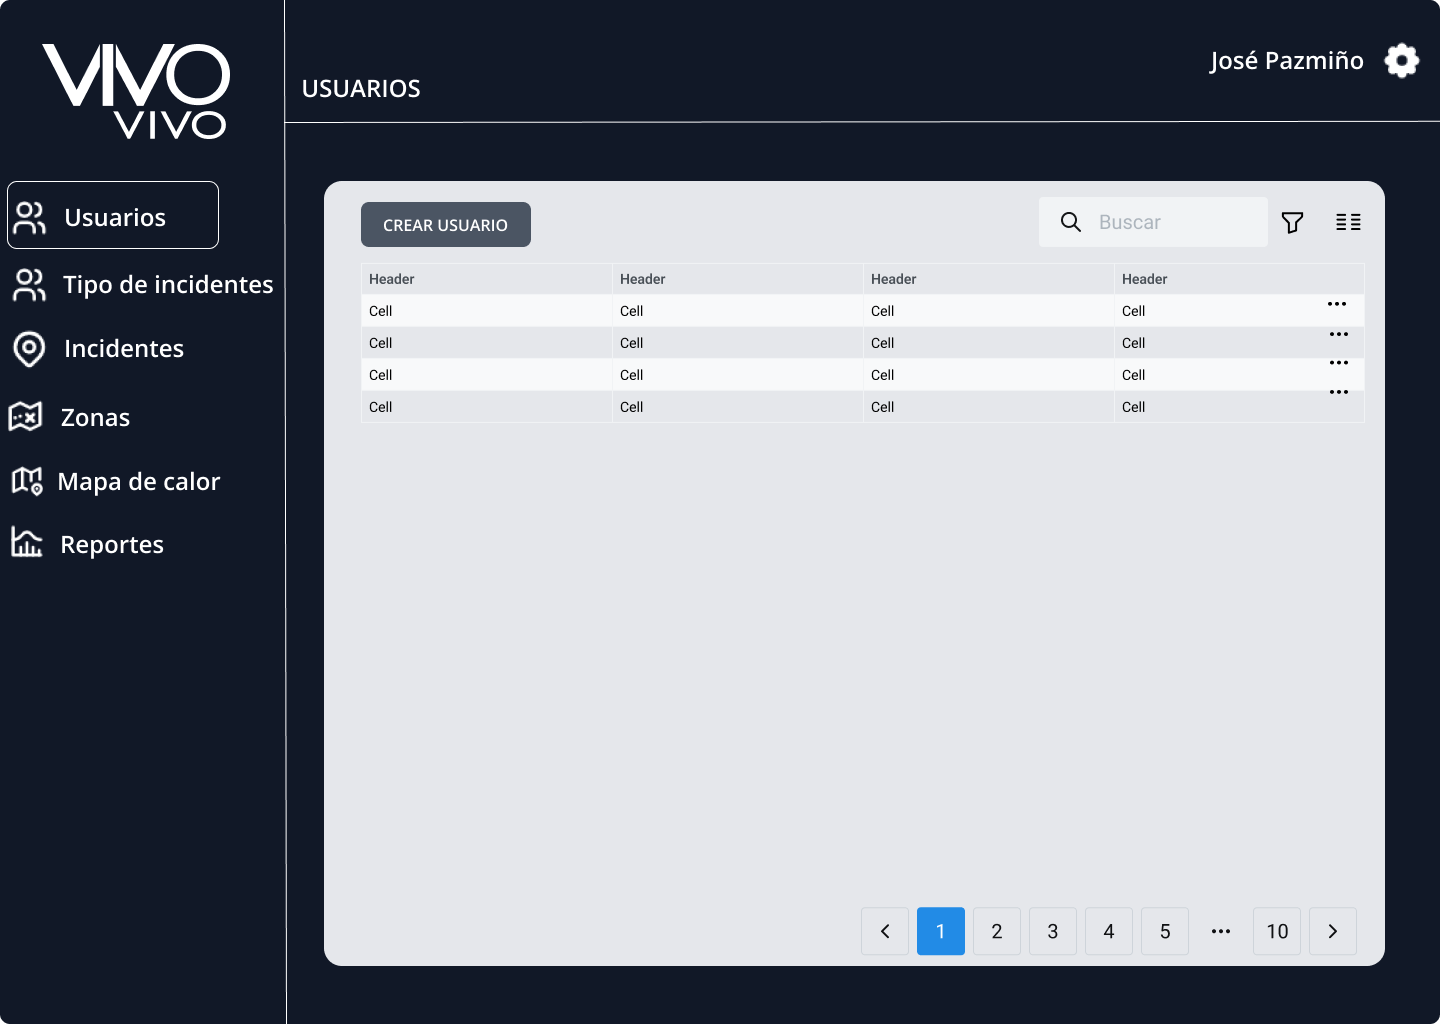 VIVO
VIVO
Usuarios
Tipo de incidentes
Incidentes
Zonas
Mapa de calor
Reportes
USUARIOS
José Pazmiño
CREAR USUARIO
Buscar
Header Header Header Header
Cell Cell Cell Cell
Cell Cell Cell Cell
Cell Cell Cell Cell
Cell Cell Cell Cell
1 2 3 4 5 ··· 10